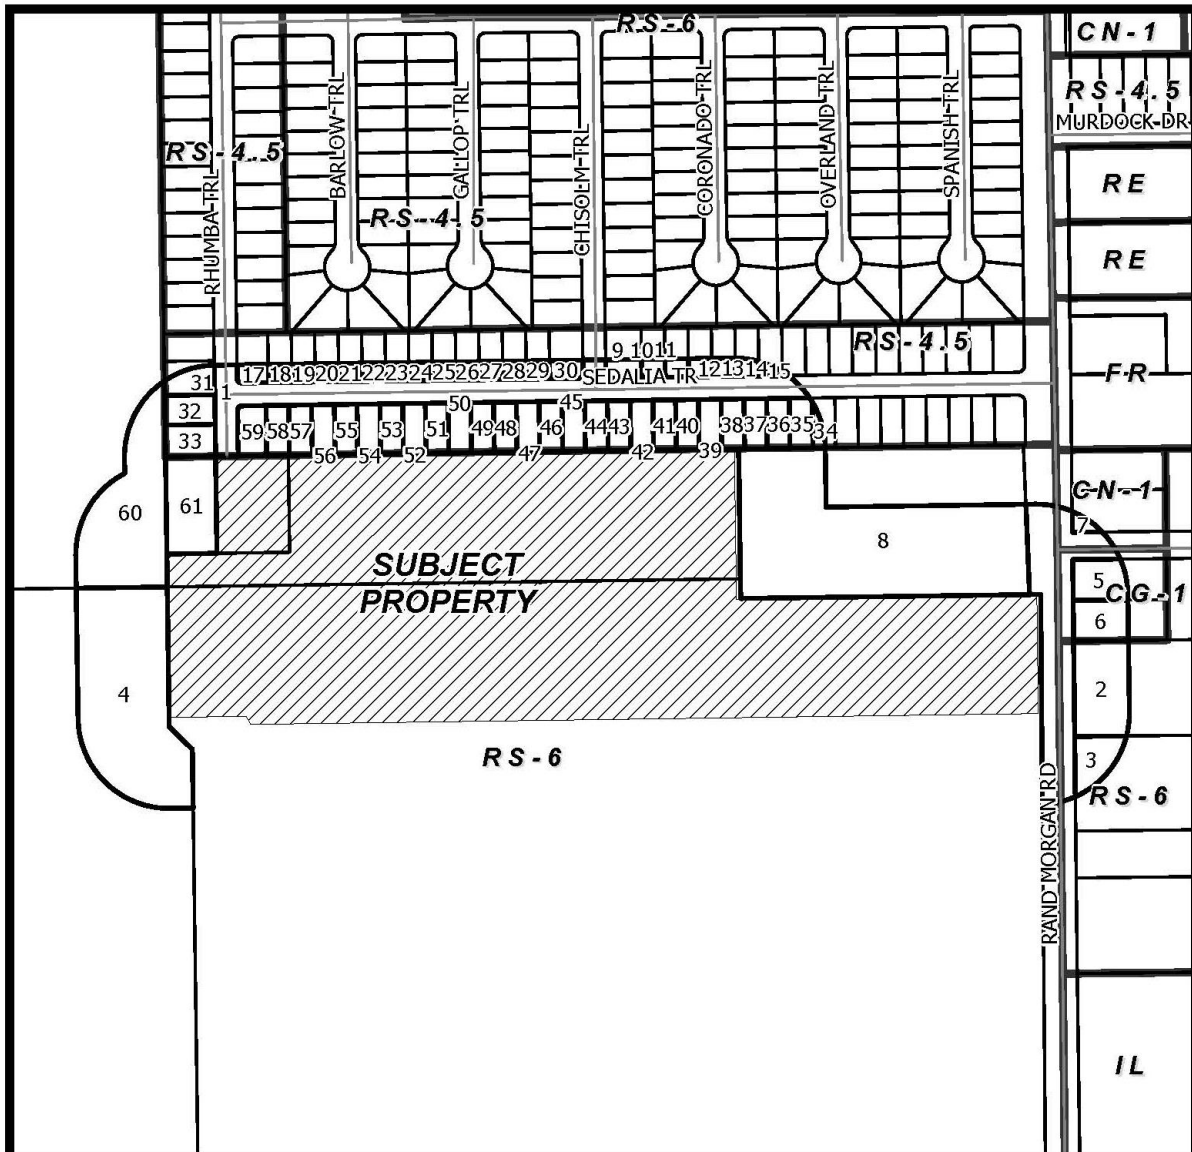 RS-6
CN-1
RS-4.5
MURDOCK DR
RS-4.5
RHUMBA TRL
BARLOW TRL
GALLOP TRL
CHISOLM TRL
CORONADO TRL
OVERLAND TRL
SPANISH TRL
RE
RS-4.5
RE
RS-4.5
FR
9 10 11
31 17 18 19 20 21 22 23 24 25 26 27 28 29 30 SEDALIA TR 12 13 14 15
1
32 50 45
33 59 58 57 55 53 51 49 48 46 44 43 41 40 38 37 36 35 34
56 54 52 47 42 39
CN-1
60 61 7
8
SUBJECT
PROPERTY
5
CG-1
6
4 2
RS-6
3
RS-6
RAND MORGAN RD
IL